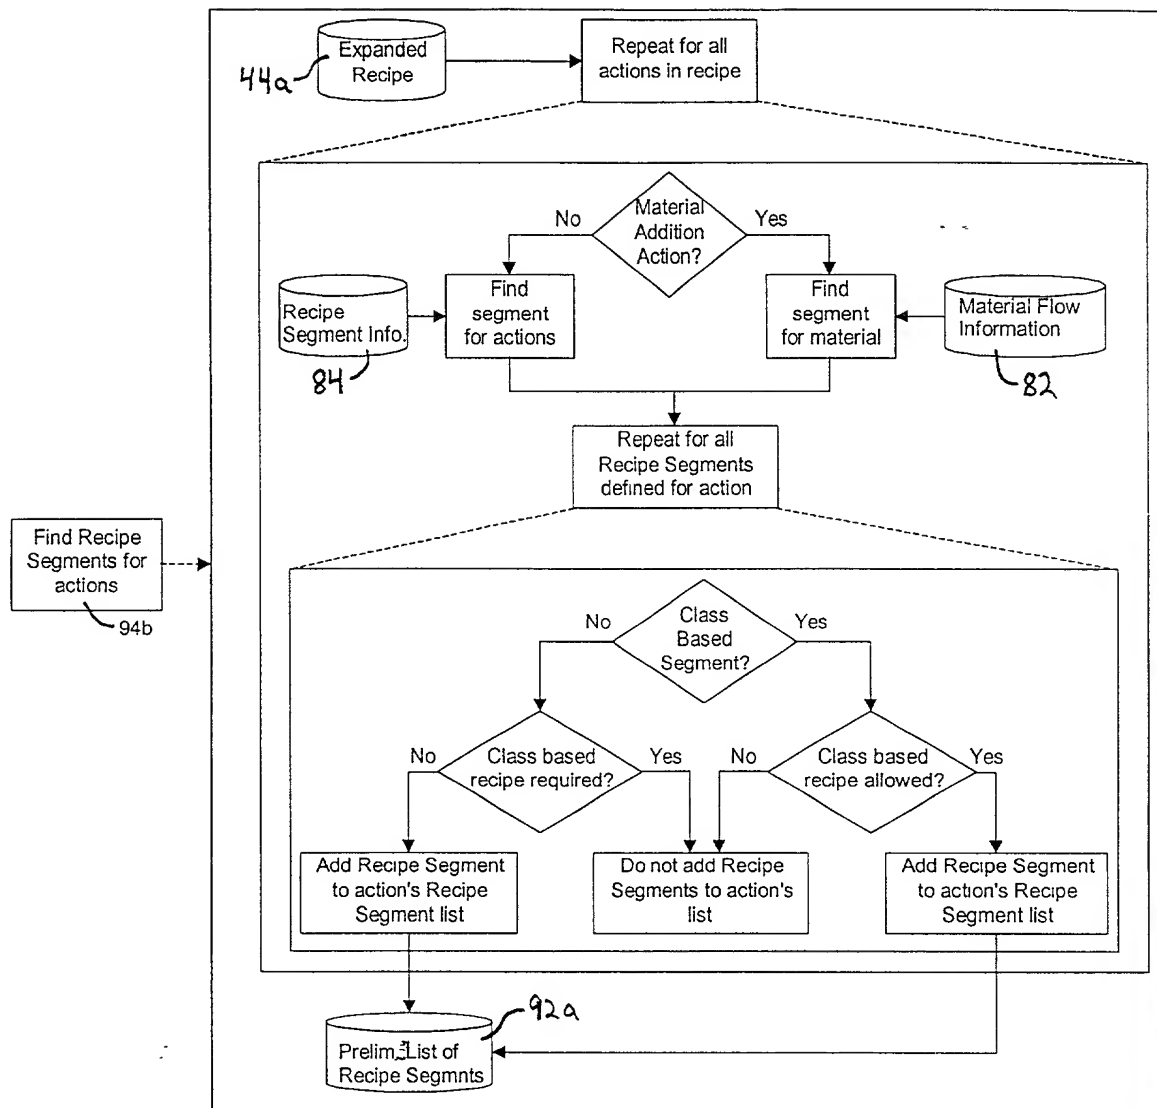 Expanded
Recipe
44a
Repeat for all
actions in recipe
Material
Addition
Action?
No
Yes
Recipe
Segment Info.
84
Find
segment
for actions
Find
segment
for material
Material Flow
Information
82
Repeat for all
Recipe Segments
defined for action
Find Recipe
Segments for
actions
94b
Class
Based
Segment?
No
Yes
No
Class based
recipe required?
Yes
No
Class based
recipe allowed?
Yes
Add Recipe Segment
to action's Recipe
Segment list
Do not add Recipe
Segments to action's
list
Add Recipe Segment
to action's Recipe
Segment list
92a
Prelim. List of
Recipe Segmnts